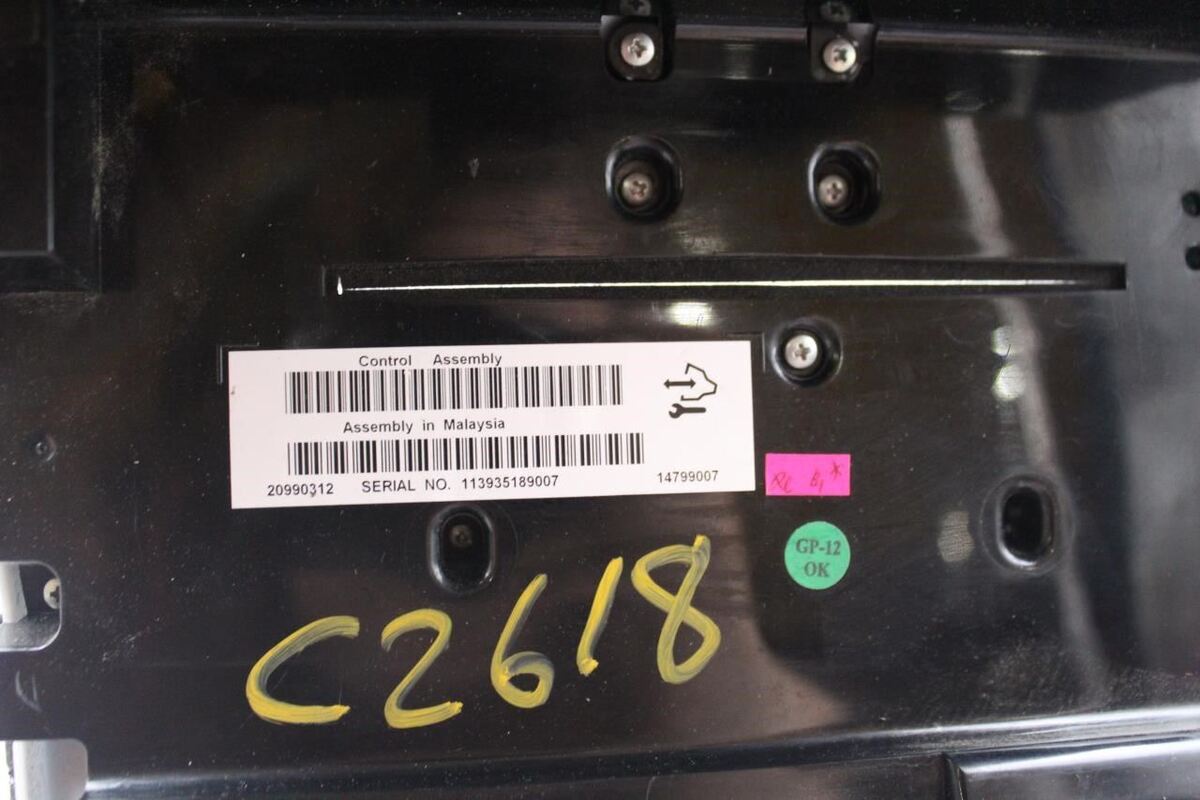 Control Assembly
Assembly in Malaysia
20990312 SERIAL NO. 113935189007 14799007
GP-12
OK
C2618